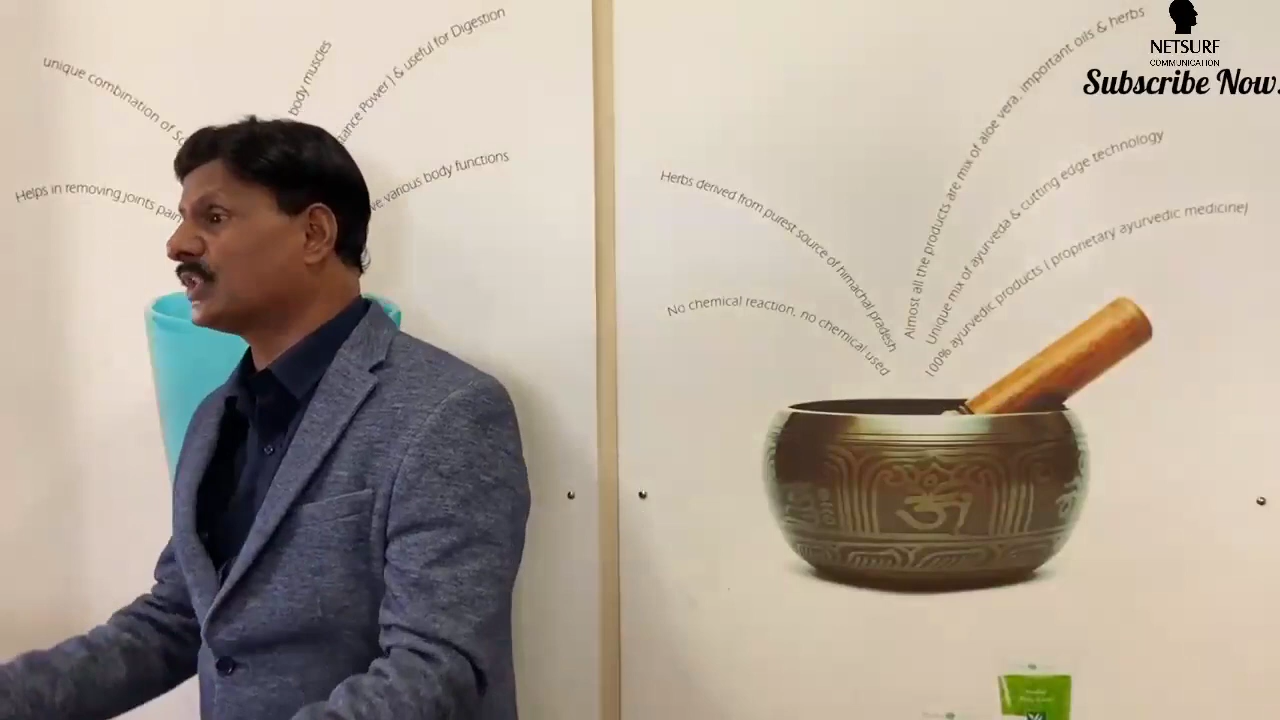 unique combination of
Helps in removing joints pain
body muscles
Power ) & useful for Digestion
various body functions
NETSURF
COMMUNICATION
Subscribe Now
Herbs derived from purest source of himachal pradesh
No chemical reaction, no chemical used
Almost all the products are mix of aloe vera, important oils & herbs
Unique mix of ayurveda & cutting edge technology
100% ayurvedic products ( proprietary ayurvedic medicine)
ॐ